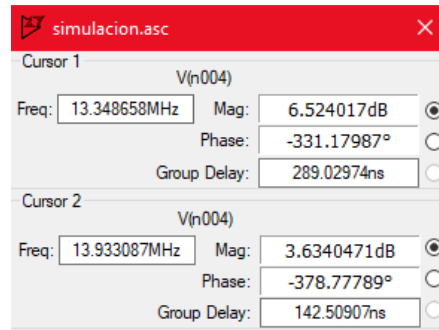 simulacion.asc
Cursor 1
V(n004)
Freq: 13.348658MHz Mag: 6.524017dB
Phase: -331.17987°
Group Delay: 289.02974ns
Cursor 2
V(n004)
Freq: 13.933087MHz Mag: 3.6340471dB
Phase: -378.77789°
Group Delay: 142.50907ns